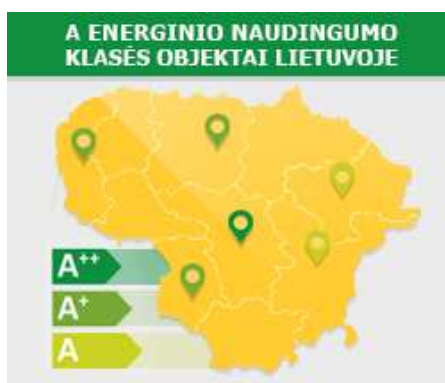 A ENERGINIO NAUDINGUMO
KLASĖS OBJEKTAI LIETUVOJE
A++
A+
A